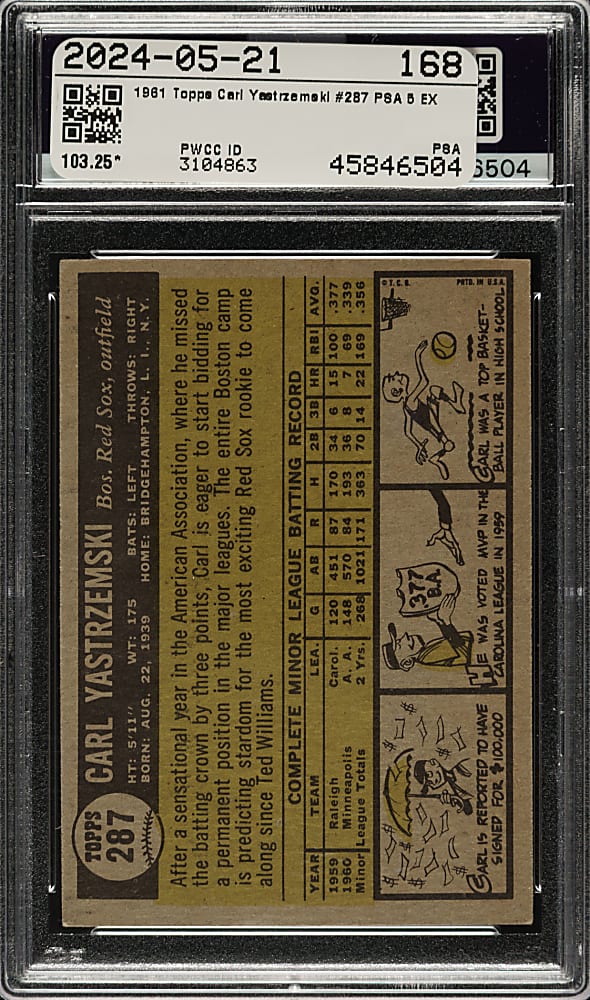 2024-05-21 168
1961 Topps Carl Yastrzemski #287 PSA 5 EX
103.25*
PWCC ID
3104863
PSA
45846504
6504
TOPPS
287
CARL YASTRZEMSKI Bos. Red Sox, outfield
HT: 5'11" WT: 175 BATS: LEFT THROWS: RIGHT
BORN: AUG. 22, 1939 HOME: BRIDGEHAMPTON, L. I., N. Y.
After a sensational year in the American Association, where he missed
the batting crown by three points, Carl is eager to start bidding for
a permanent position in the major leagues. The entire Boston camp
is predicting stardom for the most exciting Red Sox rookie to come
along since Ted Williams.
COMPLETE MINOR LEAGUE BATTING RECORD
YEAR TEAM LEA. G AB R H 2B 3B HR RBI AVG.
1959 Raleigh Carol. 120 451 87 170 34 6 15 100 .377
1960 Minneapolis A. A. 148 570 84 193 36 8 7 69 .339
Minor League Totals 2 Yrs. 268 1021 171 363 70 14 22 169 .356
CARL IS REPORTED TO HAVE
SIGNED FOR $100,000
377
B.A.
HE WAS VOTED MVP IN THE
CAROLINA LEAGUE IN 1959
© T. C. G. PRTD. IN U.S.A.
CARL WAS A TOP BASKET-
BALL PLAYER IN HIGH SCHOOL